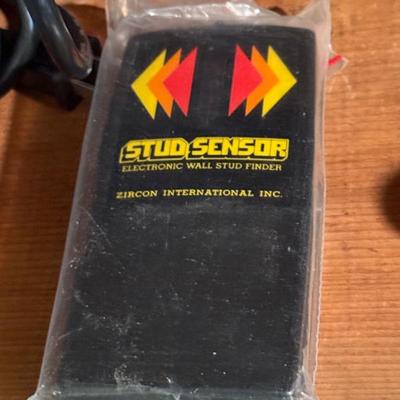 STUD SENSOR
ELECTRONIC WALL STUD FINDER
ZIRCON INTERNATIONAL INC.